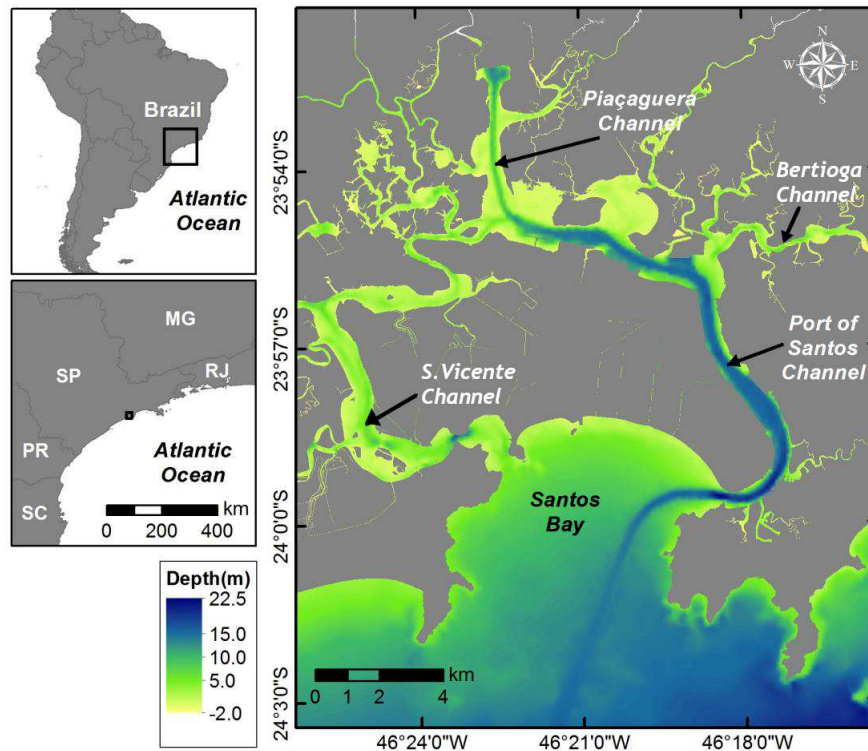 Brazil
Atlantic
Ocean
MG
SP
RJ
PR
SC
Atlantic
Ocean
km
0 200 400
Depth(m)
22.5
15.0
10.0
5.0
-2.0
N
W E
S
Piaçaguera
Channel
Bertioga
Channel
Port of
Santos
Channel
S.Vicente
Channel
Santos
Bay
km
0 1 2 4
23°54'0"S
23°57'0"S
24°0'0"S
24°3'0"S
46°24'0"W 46°21'0"W 46°18'0"W